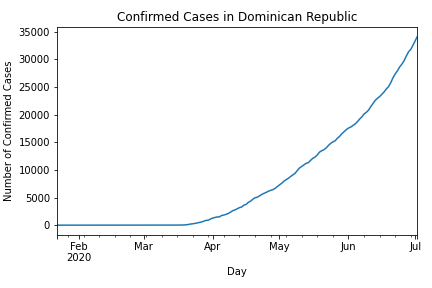 Confirmed Cases in Dominican Republic
35000
30000
25000
20000
15000
10000
5000
0
Number of Confirmed Cases
Feb
2020
Mar
Apr
May
Jun
Jul
Day